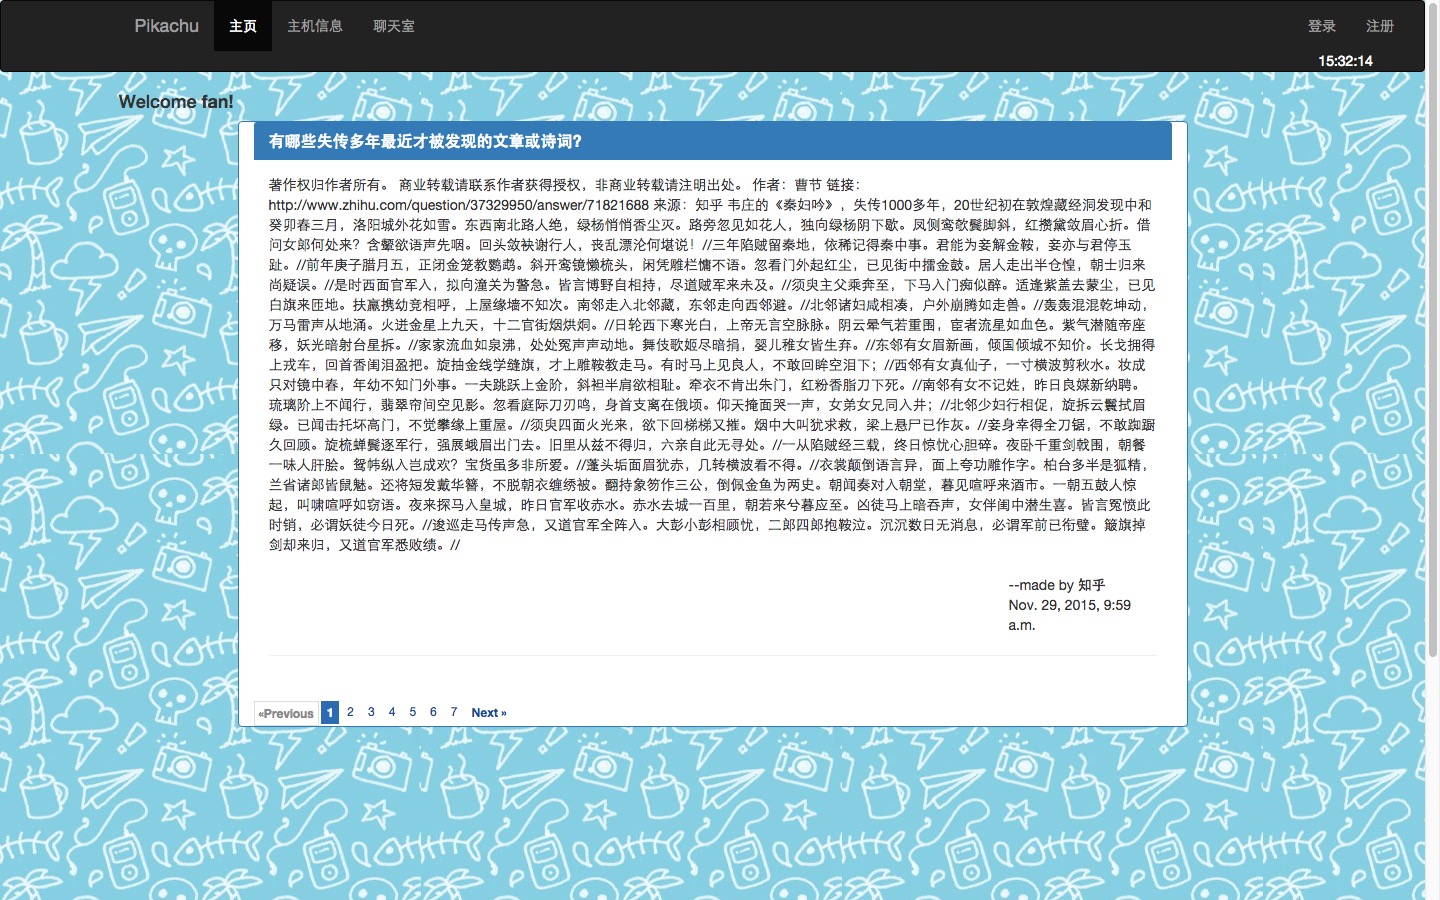 Pikachu 主页 主机信息 聊天室 登录 注册
15:32:14
Welcome fan!
有哪些失传多年最近才被发现的文章或诗词?
著作权归作者所有。 商业转载请联系作者获得授权，非商业转载请注明出处。 作者：曹节 链接：
http://www.zhihu.com/question/37329950/answer/71821688 来源：知乎 韦庄的《秦妇吟》，失传1000多年，20世纪初在敦煌藏经洞发现中和
癸卯春三月，洛阳城外花如雪。东西南北路人绝，绿杨悄悄香尘灭。路旁忽见如花人，独向绿杨阴下歇。凤侧鸾欹鬓脚斜，红攒黛敛眉心折。借
问女郎何处来？含颦欲语声先咽。回头敛袂谢行人，丧乱漂沦何堪说！//三年陷贼留秦地，依稀记得秦中事。君能为妾解金鞍，妾亦与君停玉
趾。//前年庚子腊月五，正闭金笼教鹦鹉。斜开鸾镜懒梳头，闲凭雕栏慵不语。忽看门外起红尘，已见街中擂金鼓。居人走出半仓惶，朝士归来
尚疑误。//是时西面官军入，拟向潼关为警急。皆言博野自相持，尽道贼军来未及。//须臾主父乘奔至，下马入门痴似醉。适逢紫盖去蒙尘，已见
白旗来匝地。扶羸携幼竞相呼，上屋缘墙不知次。南邻走入北邻藏，东邻走向西邻避。//北邻诸妇咸相凑，户外崩腾如走兽。//轰轰混混乾坤动，
万马雷声从地涌。火迸金星上九天，十二官街烟烘炯。//日轮西下寒光白，上帝无言空脉脉。阴云晕气若重围，宦者流星如血色。紫气潜随帝座
移，妖光暗射台星拆。//家家流血如泉沸，处处冤声声动地。舞伎歌姬尽暗捐，婴儿稚女皆生弃。//东邻有女眉新画，倾国倾城不知价。长戈拥得
上戎车，回首香闺泪盈把。旋抽金线学缝旗，才上雕鞍教走马。有时马上见良人，不敢回眸空泪下；//西邻有女真仙子，一寸横波剪秋水。妆成
只对镜中春，年幼不知门外事。一夫跳跃上金阶，斜袒半肩欲相耻。牵衣不肯出朱门，红粉香脂刀下死。//南邻有女不记姓，昨日良媒新纳聘。
琉璃阶上不闻行，翡翠帘间空见影。忽看庭际刀刃鸣，身首支离在俄顷。仰天掩面哭一声，女弟女兄同入井；//北邻少妇行相促，旋拆云鬟拭眉
绿。已闻击托坏高门，不觉攀缘上重屋。//须臾四面火光来，欲下回梯梯又摧。烟中大叫犹求救，梁上悬尸已作灰。//妾身幸得全刀锯，不敢踟蹰
久回顾。旋梳蝉鬓逐军行，强展蛾眉出门去。旧里从兹不得归，六亲自此无寻处。//一从陷贼经三载，终日惊忧心胆碎。夜卧千重剑戟围，朝餐
一味人肝脍。鸳帏纵入岂成欢？宝货虽多非所爱。//蓬头垢面眉犹赤，几转横波看不得。//衣裳颠倒语言异，面上夸功雕作字。柏台多半是狐精，
兰省诸郎皆鼠魅。还将短发戴华簪，不脱朝衣缠绣被。翻持象笏作三公，倒佩金鱼为两史。朝闻奏对入朝堂，暮见喧呼来酒市。一朝五鼓人惊
起，叫啸喧呼如窃语。夜来探马入皇城，昨日官军收赤水。赤水去城一百里，朝若来兮暮应至。凶徒马上暗吞声，女伴闺中潜生喜。皆言冤愤此
时销，必谓妖徒今日死。//逡巡走马传声急，又道官军全阵入。大彭小彭相顾忧，二郎四郎抱鞍泣。沉沉数日无消息，必谓军前已衔璧。簸旗掉
剑却来归，又道官军悉败绩。//
--made by 知乎
Nov. 29, 2015, 9:59
a.m.
«Previous 1 2 3 4 5 6 7 Next »